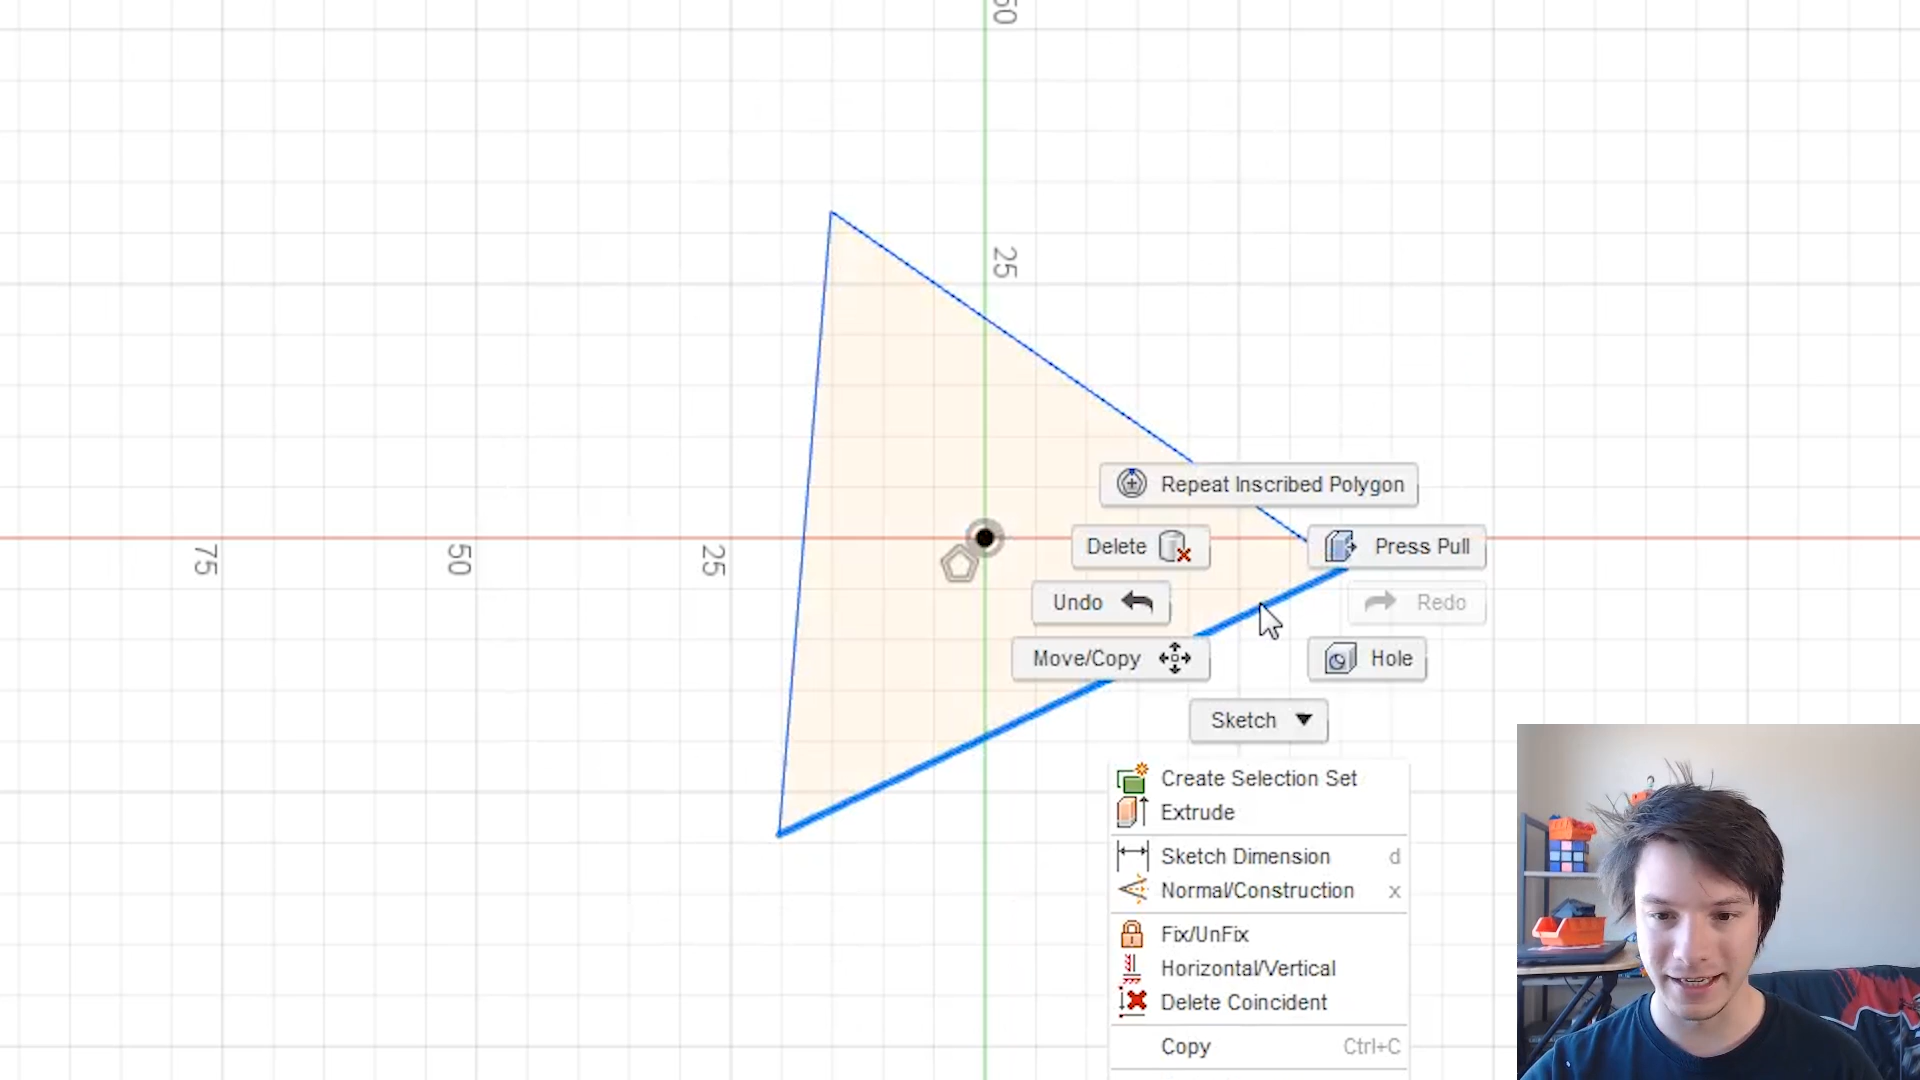 50
25
Repeat Inscribed Polygon
Delete
Press Pull
75
50
25
Undo
Redo
Move/Copy
Hole
Sketch
Create Selection Set
Extrude
Sketch Dimension d
Normal/Construction x
Fix/UnFix
Horizontal/Vertical
Delete Coincident
Copy Ctrl+C